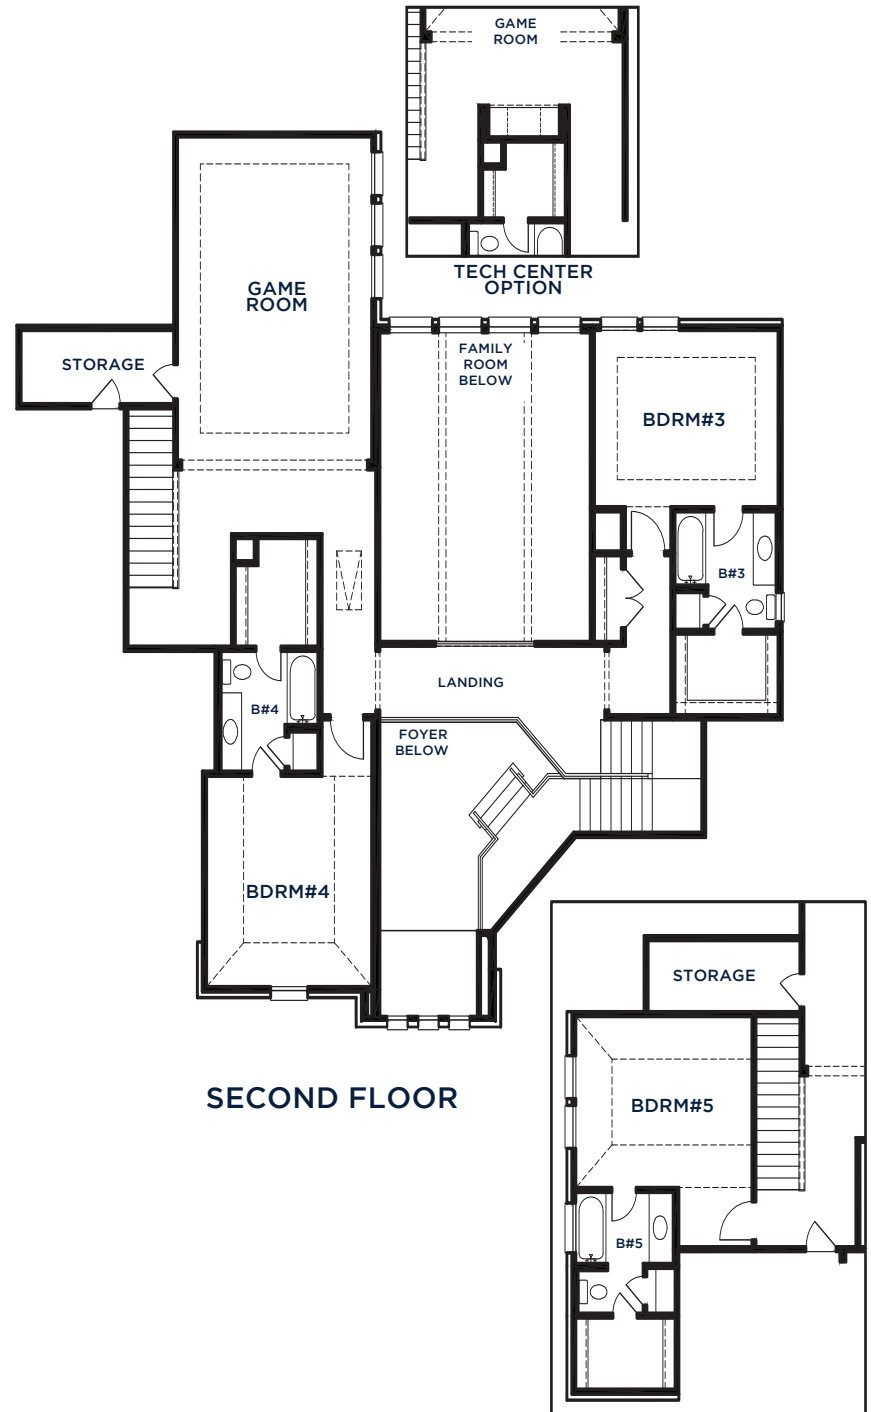 GAME
ROOM
TECH CENTER
OPTION
GAME
ROOM
STORAGE
FAMILY
ROOM
BELOW
BDRM#3
B#3
LANDING
B#4
FOYER
BELOW
BDRM#4
SECOND FLOOR
STORAGE
BDRM#5
B#5